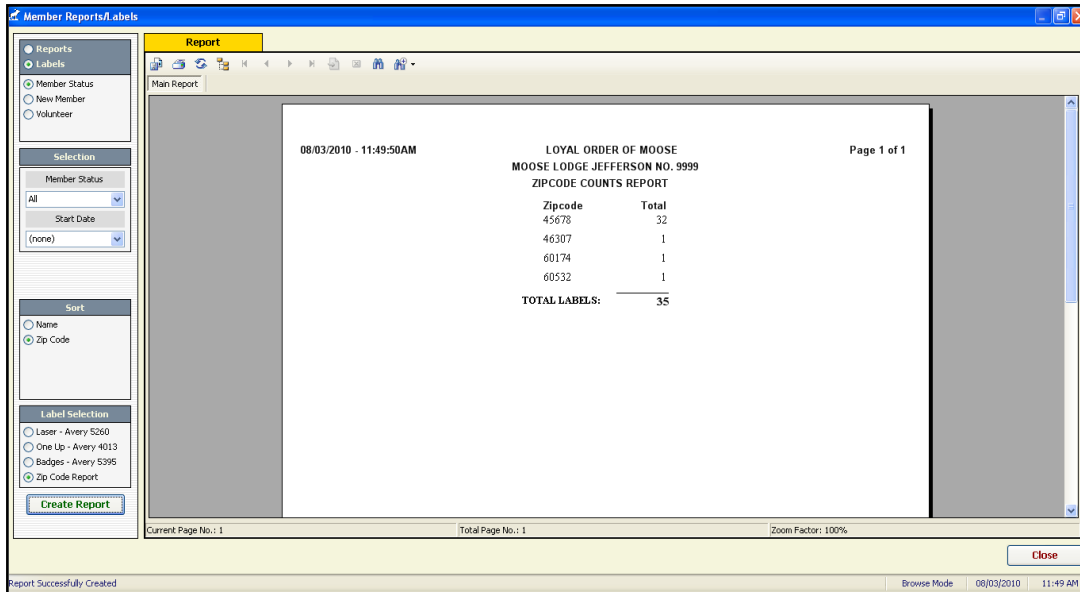 Member Reports/Labels
Reports
Labels
Member Status
New Member
Volunteer
Selection
Member Status
All
Start Date
(none)
Sort
Name
Zip Code
Label Selection
Laser - Avery 5260
One Up - Avery 4013
Badges - Avery 5395
Zip Code Report
Create Report
Report
Main Report
08/03/2010 - 11:49:50AM LOYAL ORDER OF MOOSE Page 1 of 1
MOOSE LODGE JEFFERSON NO. 9999
ZIPCODE COUNTS REPORT
Zipcode Total
45678 32
46307 1
60174 1
60532 1
TOTAL LABELS: 35
Current Page No.: 1 Total Page No.: 1 Zoom Factor: 100%
Close
Report Successfully Created Browse Mode 08/03/2010 11:49 AM